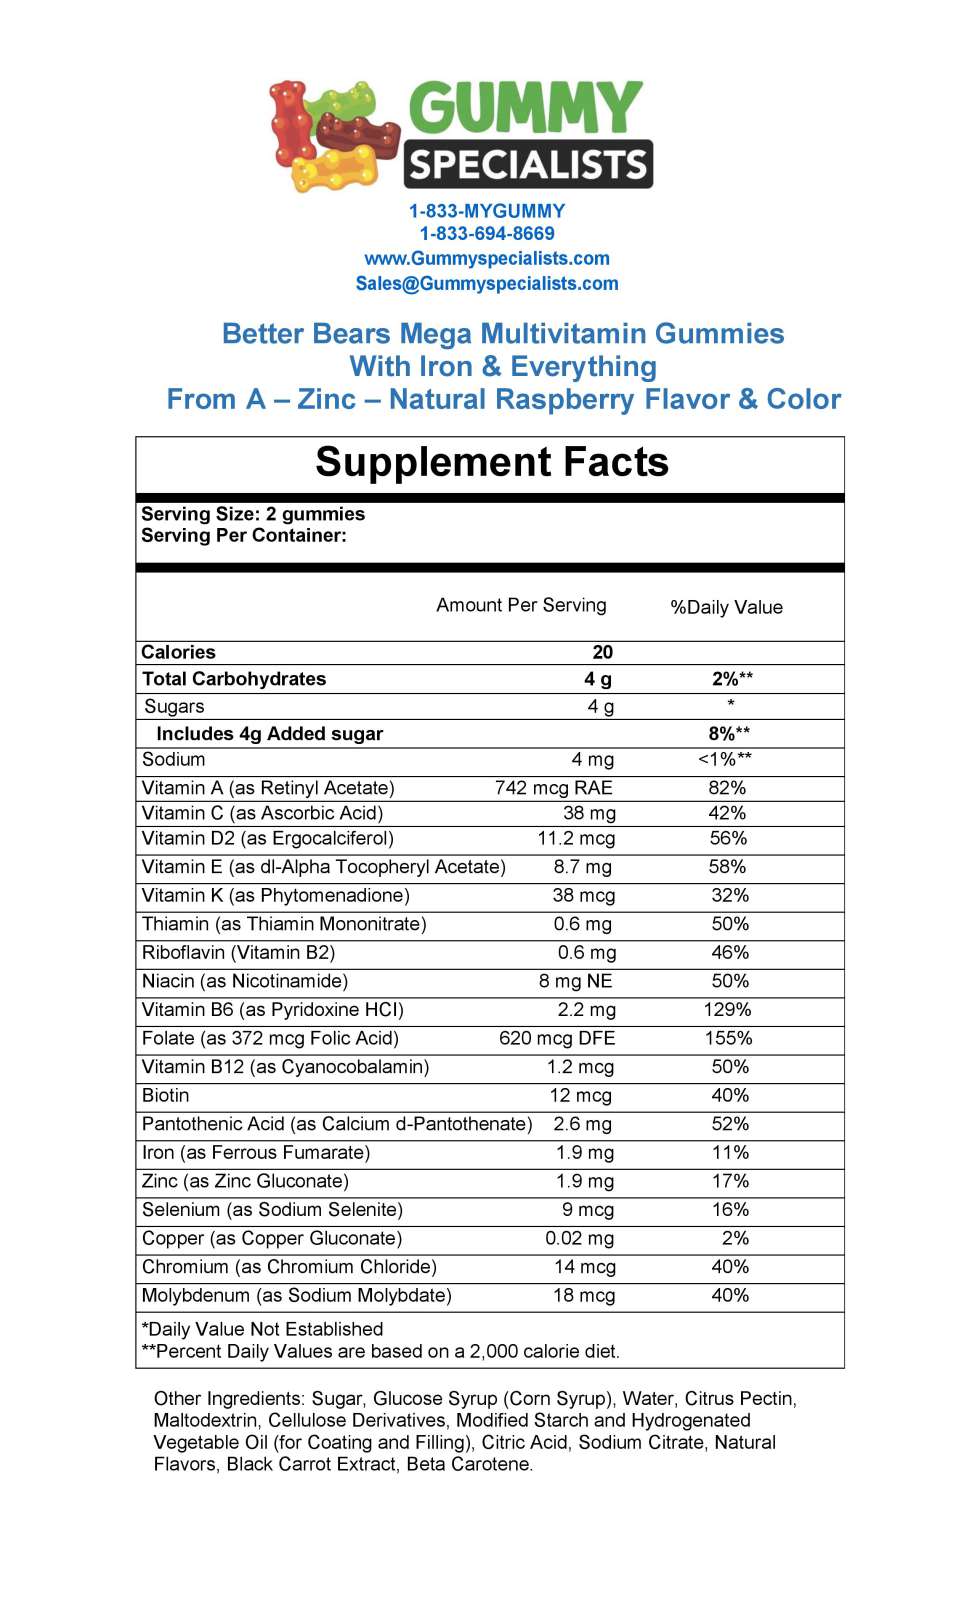 GUMMY
SPECIALISTS
1-833-MYGUMMY
1-833-694-8669
www.Gummyspecialists.com
Sales@Gummyspecialists.com
Better Bears Mega Multivitamin Gummies
With Iron & Everything
From A – Zinc – Natural Raspberry Flavor & Color
Supplement Facts
Serving Size: 2 gummies
Serving Per Container:
Amount Per Serving %Daily Value
Calories 20
Total Carbohydrates 4 g 2%**
Sugars 4 g *
Includes 4g Added sugar 8%**
Sodium 4 mg <1%**
Vitamin A (as Retinyl Acetate) 742 mcg RAE 82%
Vitamin C (as Ascorbic Acid) 38 mg 42%
Vitamin D2 (as Ergocalciferol) 11.2 mcg 56%
Vitamin E (as dl-Alpha Tocopheryl Acetate) 8.7 mg 58%
Vitamin K (as Phytomenadione) 38 mcg 32%
Thiamin (as Thiamin Mononitrate) 0.6 mg 50%
Riboflavin (Vitamin B2) 0.6 mg 46%
Niacin (as Nicotinamide) 8 mg NE 50%
Vitamin B6 (as Pyridoxine HCl) 2.2 mg 129%
Folate (as 372 mcg Folic Acid) 620 mcg DFE 155%
Vitamin B12 (as Cyanocobalamin) 1.2 mcg 50%
Biotin 12 mcg 40%
Pantothenic Acid (as Calcium d-Pantothenate) 2.6 mg 52%
Iron (as Ferrous Fumarate) 1.9 mg 11%
Zinc (as Zinc Gluconate) 1.9 mg 17%
Selenium (as Sodium Selenite) 9 mcg 16%
Copper (as Copper Gluconate) 0.02 mg 2%
Chromium (as Chromium Chloride) 14 mcg 40%
Molybdenum (as Sodium Molybdate) 18 mcg 40%
*Daily Value Not Established
**Percent Daily Values are based on a 2,000 calorie diet.
Other Ingredients: Sugar, Glucose Syrup (Corn Syrup), Water, Citrus Pectin,
Maltodextrin, Cellulose Derivatives, Modified Starch and Hydrogenated
Vegetable Oil (for Coating and Filling), Citric Acid, Sodium Citrate, Natural
Flavors, Black Carrot Extract, Beta Carotene.